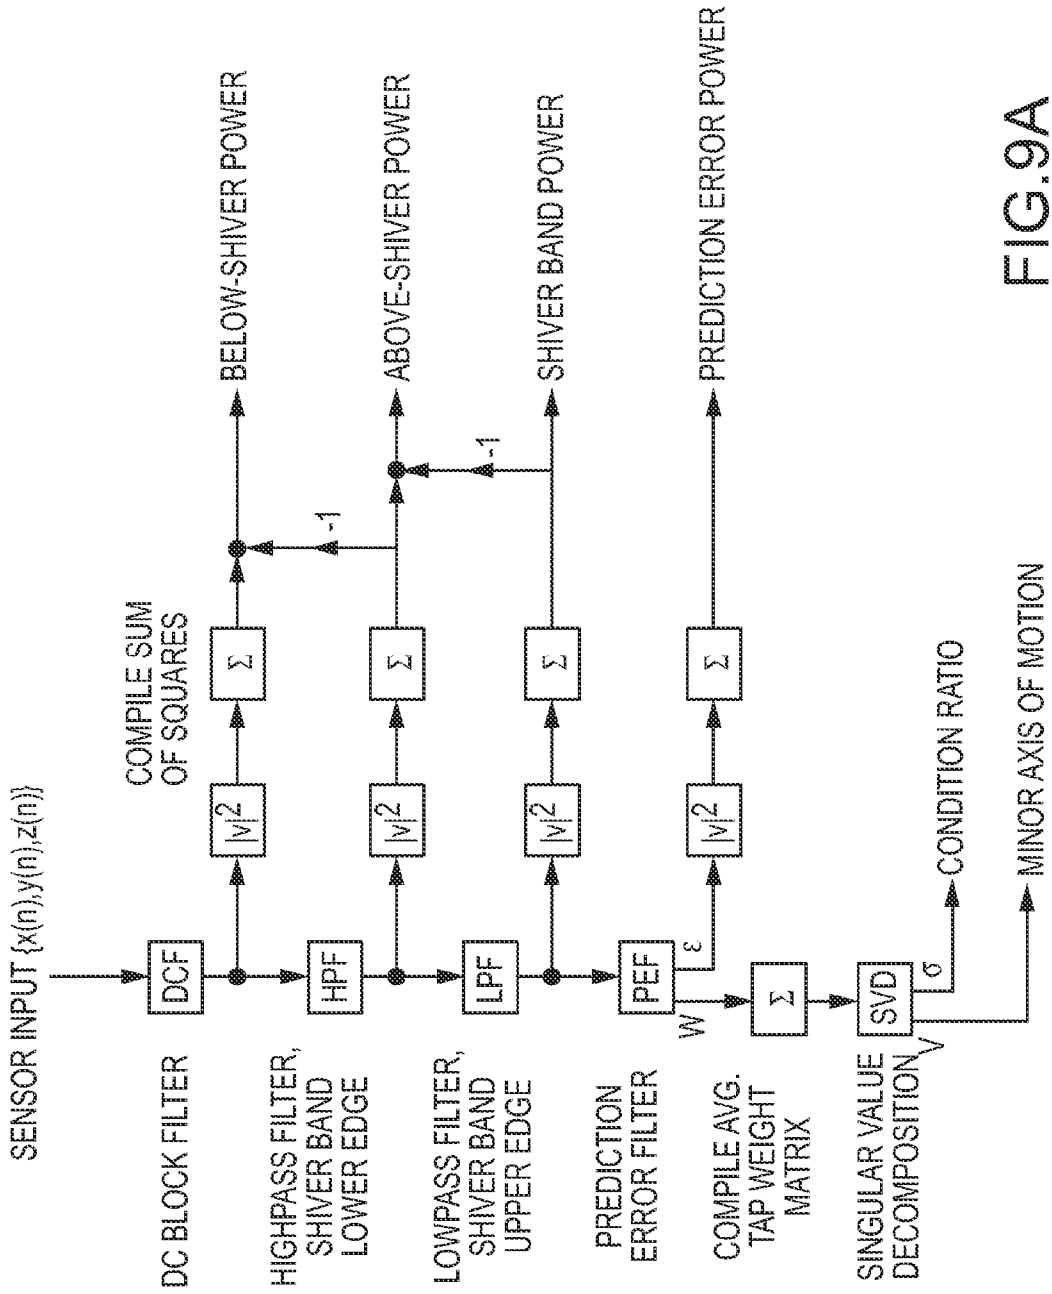 SENSOR INPUT {x(n),y(n),z(n)}
DC BLOCK FILTER
DCF
COMPILE SUM
OF SQUARES
|v|²
Σ
BELOW-SHIVER POWER
-1
HIGHPASS FILTER,
SHIVER BAND
LOWER EDGE
HPF
|v|²
Σ
ABOVE-SHIVER POWER
-1
LOWPASS FILTER,
SHIVER BAND
UPPER EDGE
LPF
|v|²
Σ
SHIVER BAND POWER
PREDICTION
ERROR FILTER
PEF
W
ε
|v|²
Σ
PREDICTION ERROR POWER
COMPILE AVG.
TAP WEIGHT
MATRIX
Σ
SINGULAR VALUE
DECOMPOSITION
SVD
V
σ
CONDITION RATIO
MINOR AXIS OF MOTION
FIG.9A